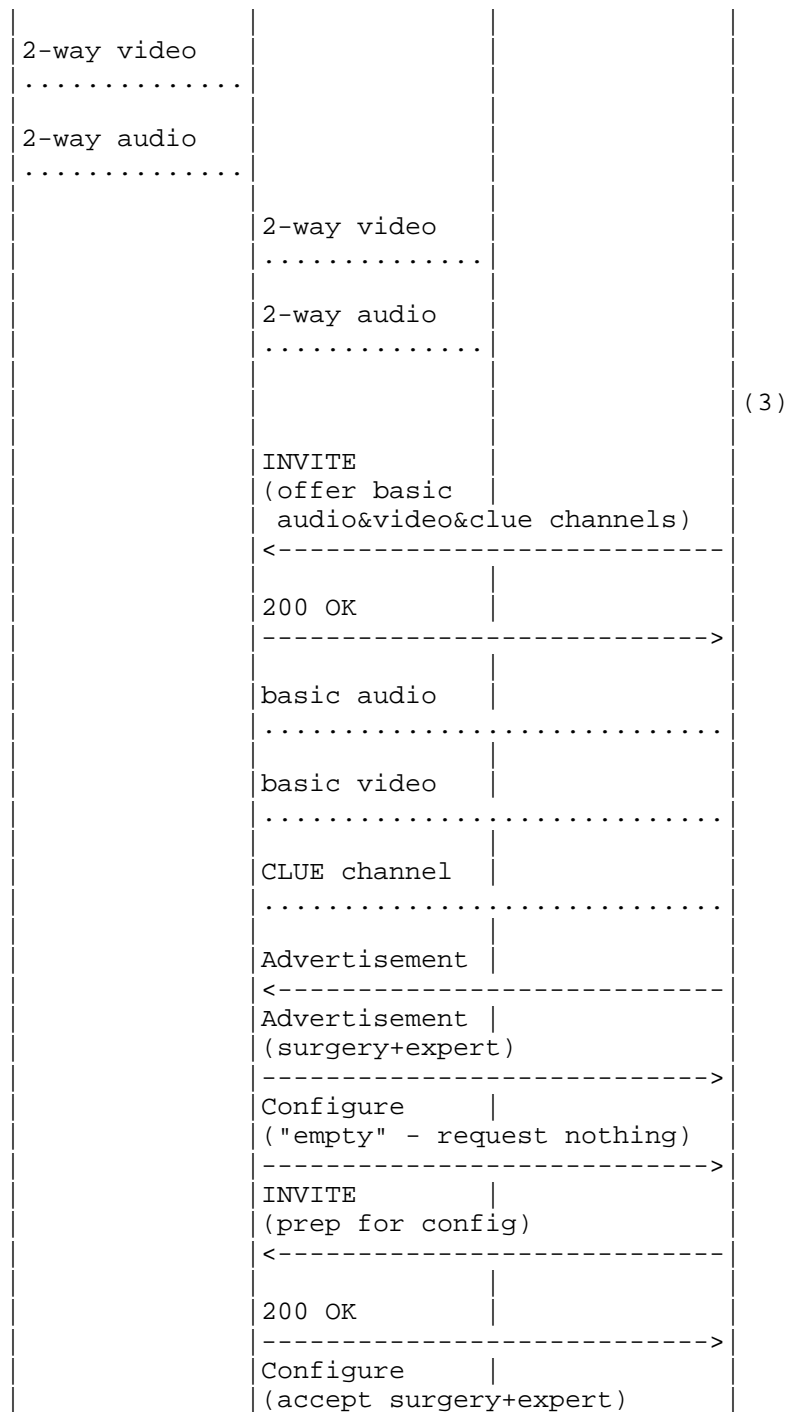 2-way video
2-way audio
2-way video
2-way audio
(3)
INVITE
(offer basic
audio&video&clue channels)
200 OK
basic audio
basic video
CLUE channel
Advertisement
Advertisement
(surgery+expert)
Configure
("empty" - request nothing)
INVITE
(prep for config)
200 OK
Configure
(accept surgery+expert)